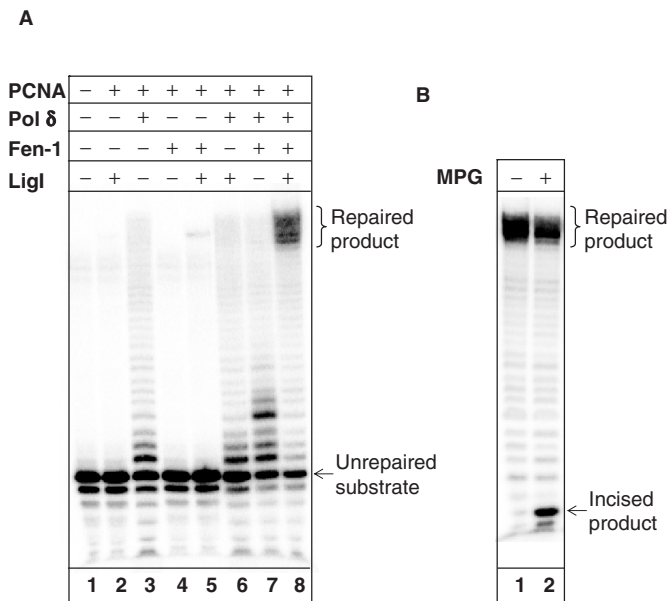 A
PCNA − + + + + + + +
Pol δ − − + − − + + +
Fen-1 − − − + + − + +
LigI − + − − + + − +
Repaired
product
Unrepaired
substrate
1 2 3 4 5 6 7 8
B
MPG − +
Repaired
product
Incised
product
1 2